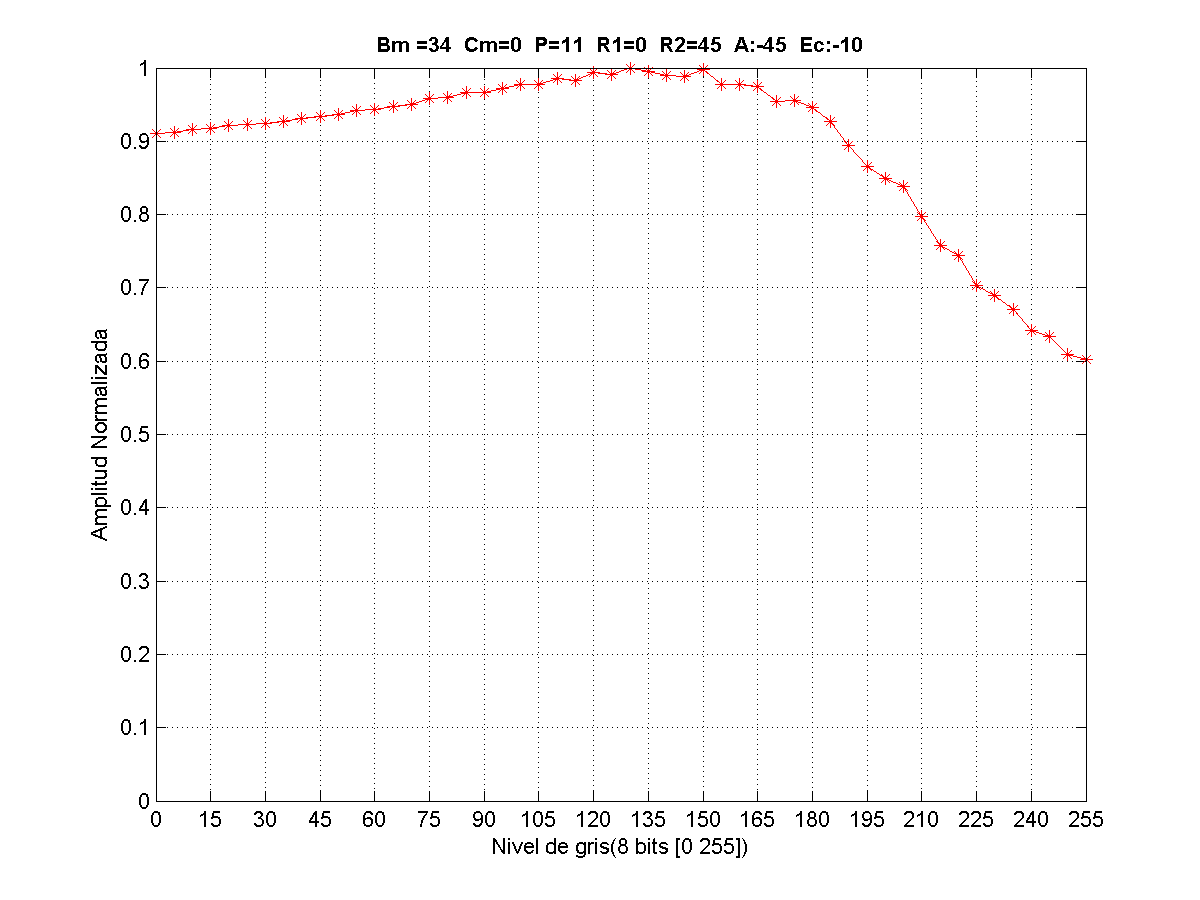 Bm =34 Cm=0 P=11 R1=0 R2=45 A:-45 Ec:-10
1
0.9
0.8
0.7
0.6
0.5
0.4
0.3
0.2
0.1
0
Amplitud Normalizada
0 15 30 45 60 75 90 105 120 135 150 165 180 195 210 225 240 255
Nivel de gris(8 bits [0 255])